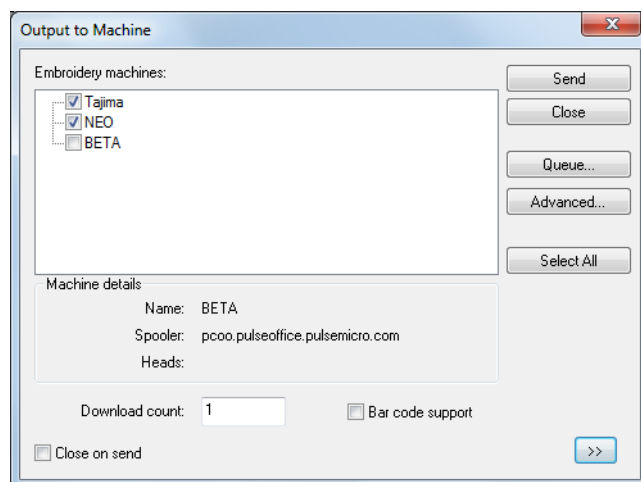 Output to Machine
Embroidery machines:
Tajima
NEO
BETA
Send
Close
Queue...
Advanced...
Select All
Machine details
Name: BETA
Spooler: pcoo.pulseoffice.pulsemicro.com
Heads:
Download count: 1
Bar code support
Close on send
>>